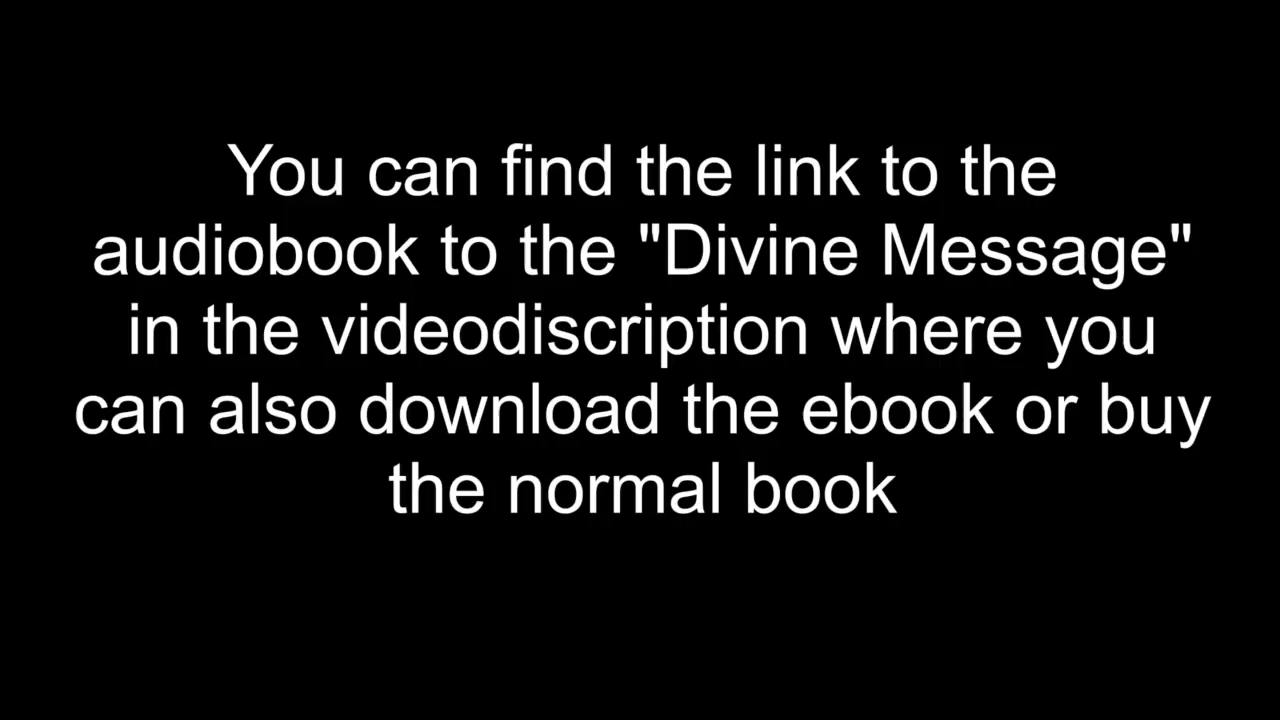 You can find the link to the
audiobook to the "Divine Message"
in the videodiscription where you
can also download the ebook or buy
the normal book